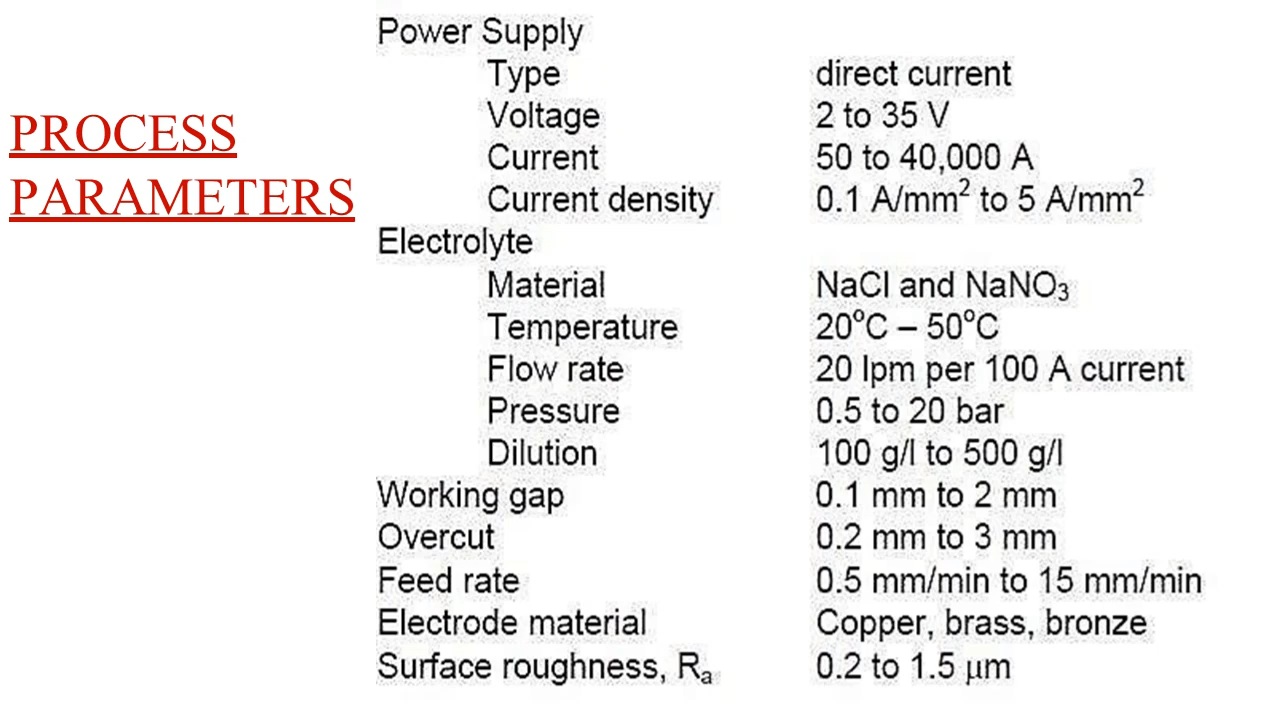 PROCESS
PARAMETERS
Power Supply
Type direct current
Voltage 2 to 35 V
Current 50 to 40,000 A
Current density 0.1 A/mm² to 5 A/mm²
Electrolyte
Material NaCl and NaNO₃
Temperature 20°C – 50°C
Flow rate 20 lpm per 100 A current
Pressure 0.5 to 20 bar
Dilution 100 g/l to 500 g/l
Working gap 0.1 mm to 2 mm
Overcut 0.2 mm to 3 mm
Feed rate 0.5 mm/min to 15 mm/min
Electrode material Copper, brass, bronze
Surface roughness, Rₐ 0.2 to 1.5 μm